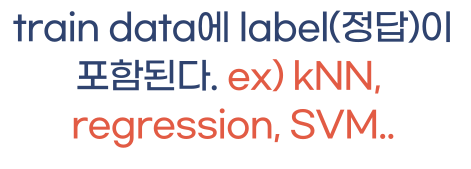 train data에 label(정답)이
포함된다. ex) kNN,
regression, SVM..